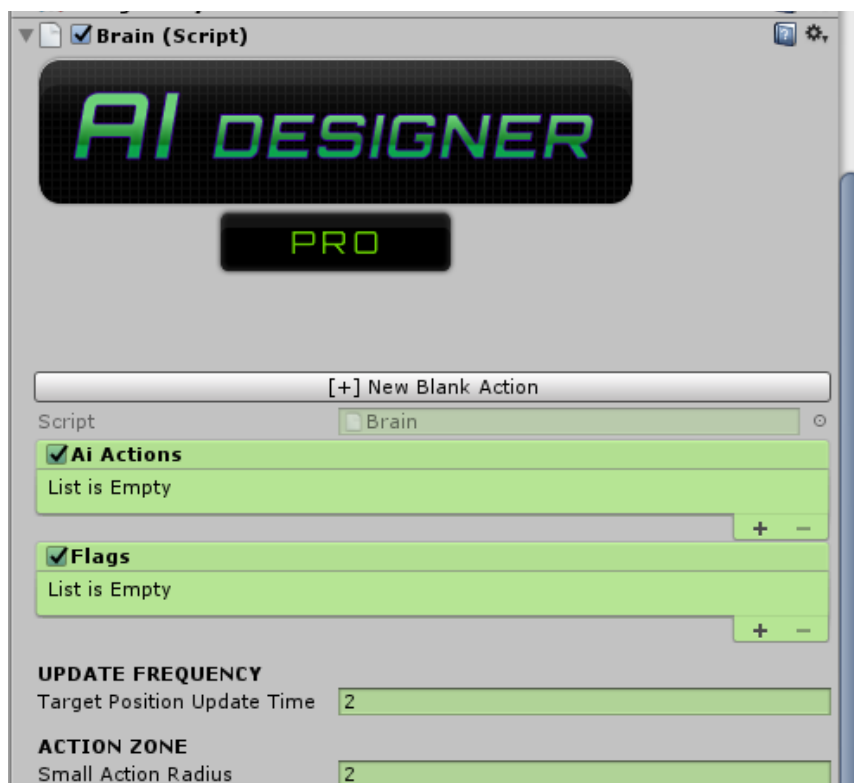 Brain (Script)
AI DESIGNER
PRO
[+] New Blank Action
Script Brain
Ai Actions
List is Empty
+ −
Flags
List is Empty
+ −
UPDATE FREQUENCY
Target Position Update Time 2
ACTION ZONE
Small Action Radius 2